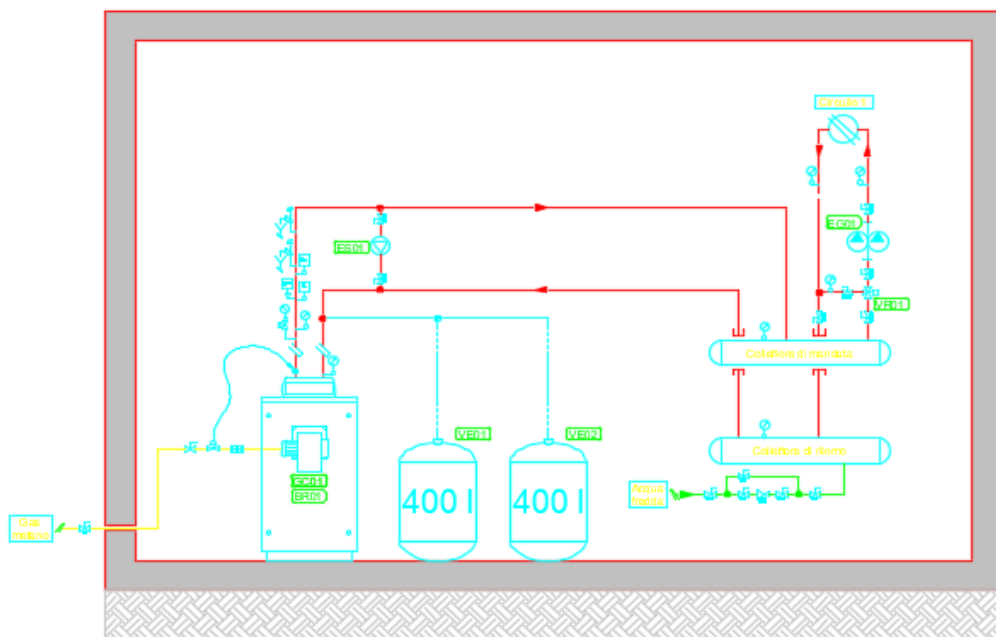 Circuito 1
EG01
EE01
VR01
Collettore di mandata
VE01
VE02
Collettore di ritorno
400 l
400 l
GC01
BR01
Acqua
fredda
Gas
metano